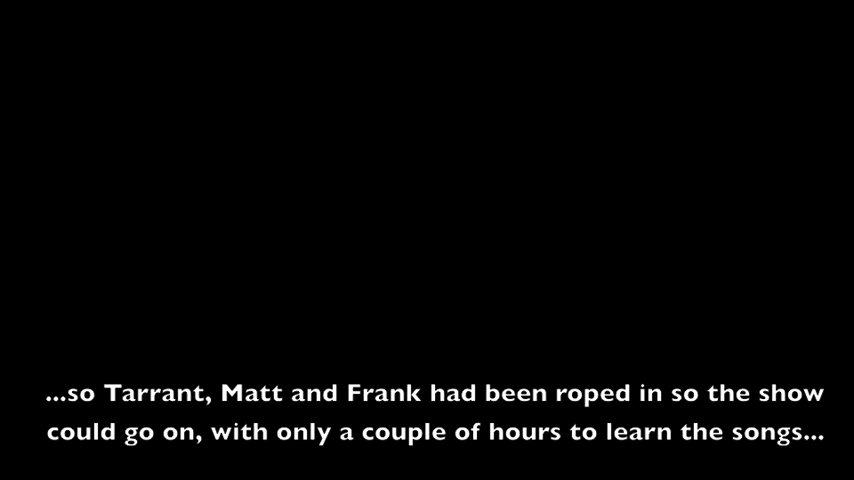 ...so Tarrant, Matt and Frank had been roped in so the show
could go on, with only a couple of hours to learn the songs...